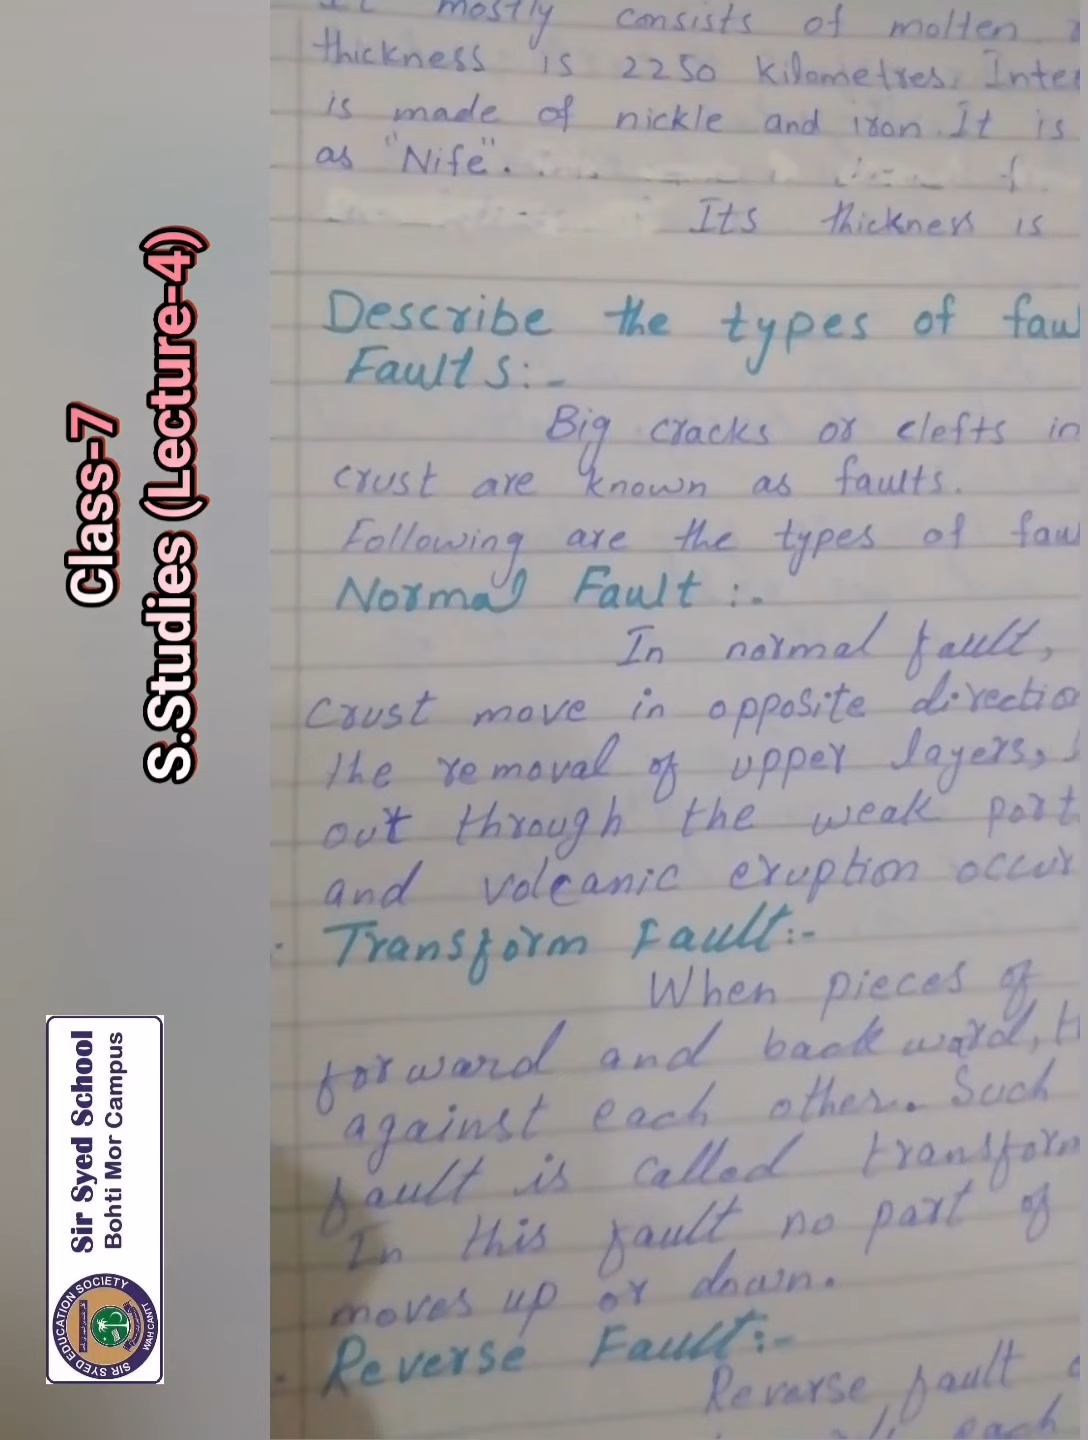 Class-7
S.Studies (Lecture-4)
Sir Syed School
Bohti Mor Campus
SIR SYED EDUCATION SOCIETY
WAH CANTT
mostly consists of molten
thickness is 2250 kilometres. Inter
is made of nickle and iron. It is
as "Nife".
Its thickness is
Describe the types of fau
Faults:-
Big cracks or clefts in
crust are known as faults.
Following are the types of fau
Normal Fault :-
In normal fault,
Crust move in opposite directio
the removal of upper layers,
out through the weak part
and volcanic eruption occur
Transform Fault:-
When pieces of
forward and backward, th
against each other. Such
fault is called transform
In this fault no part of
moves up or down.
Reverse Fault:-
Reverse fault
each